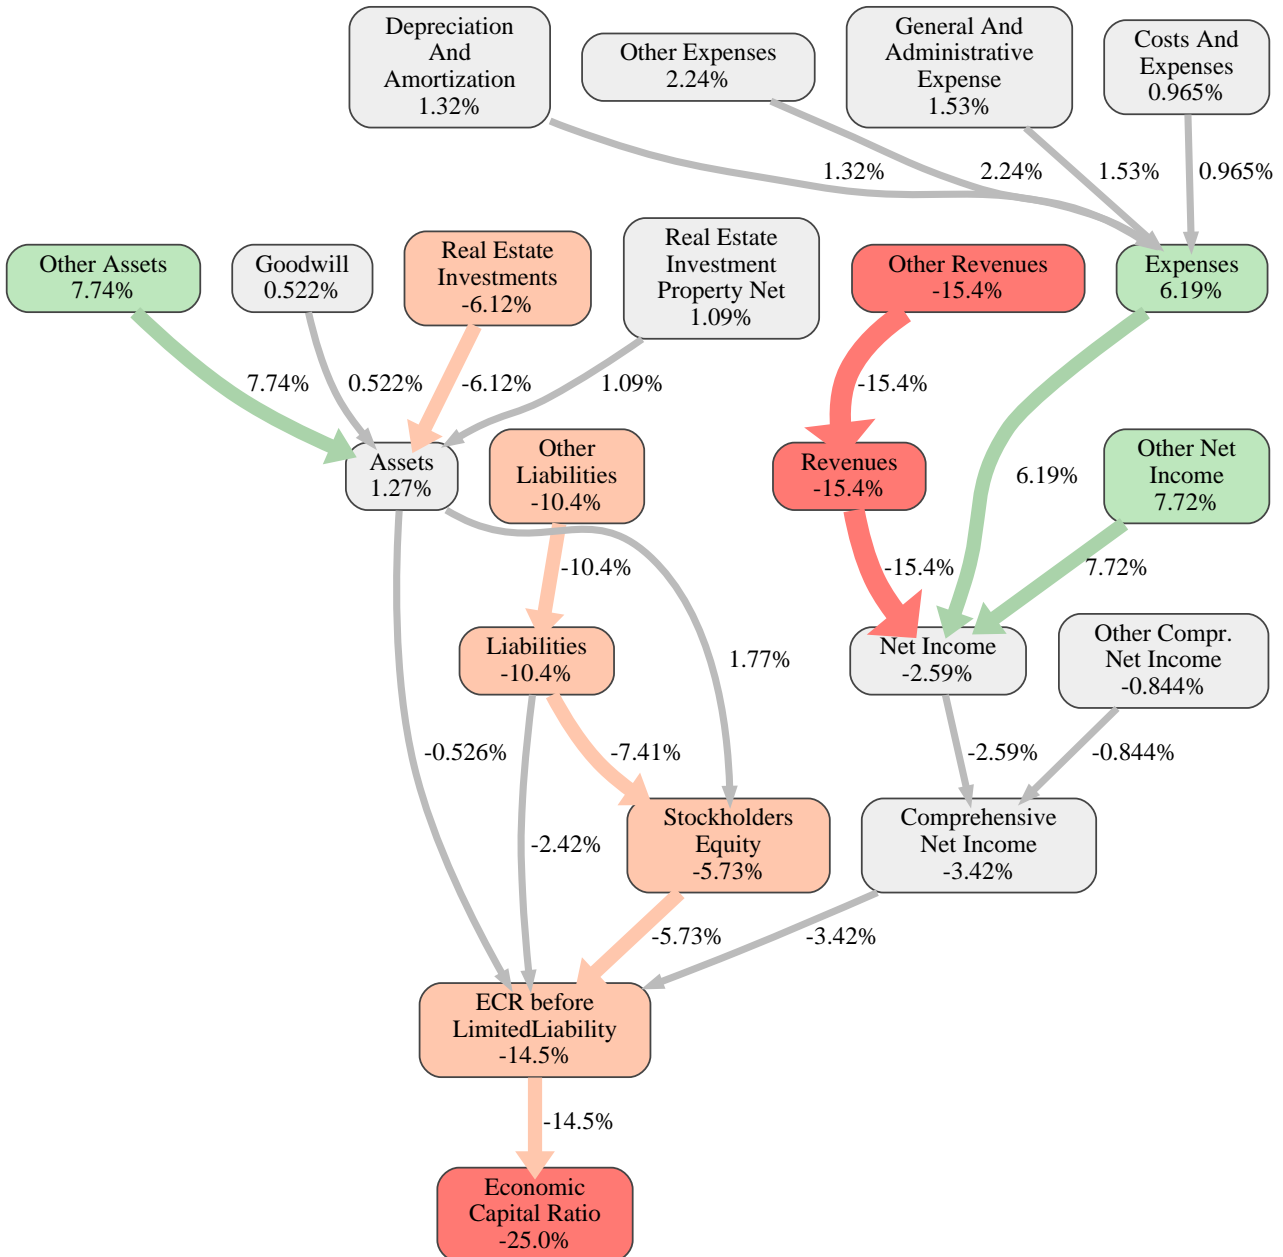 Depreciation
And
Amortization
1.32%
Other Expenses
2.24%
General And
Administrative
Expense
1.53%
Costs And
Expenses
0.965%
1.32%
2.24%
1.53%
0.965%
Other Assets
7.74%
Goodwill
0.522%
Real Estate
Investments
-6.12%
Real Estate
Investment
Property Net
1.09%
Other Revenues
-15.4%
Expenses
6.19%
7.74%
0.522%
-6.12%
1.09%
-15.4%
Assets
1.27%
Other
Liabilities
-10.4%
Revenues
-15.4%
6.19%
Other Net
Income
7.72%
-10.4%
-15.4%
7.72%
Liabilities
-10.4%
1.77%
Net Income
-2.59%
Other Compr.
Net Income
-0.844%
-0.526%
-7.41%
-2.59%
-0.844%
-2.42%
Stockholders
Equity
-5.73%
Comprehensive
Net Income
-3.42%
-5.73%
-3.42%
ECR before
LimitedLiability
-14.5%
-14.5%
Economic
Capital Ratio
-25.0%